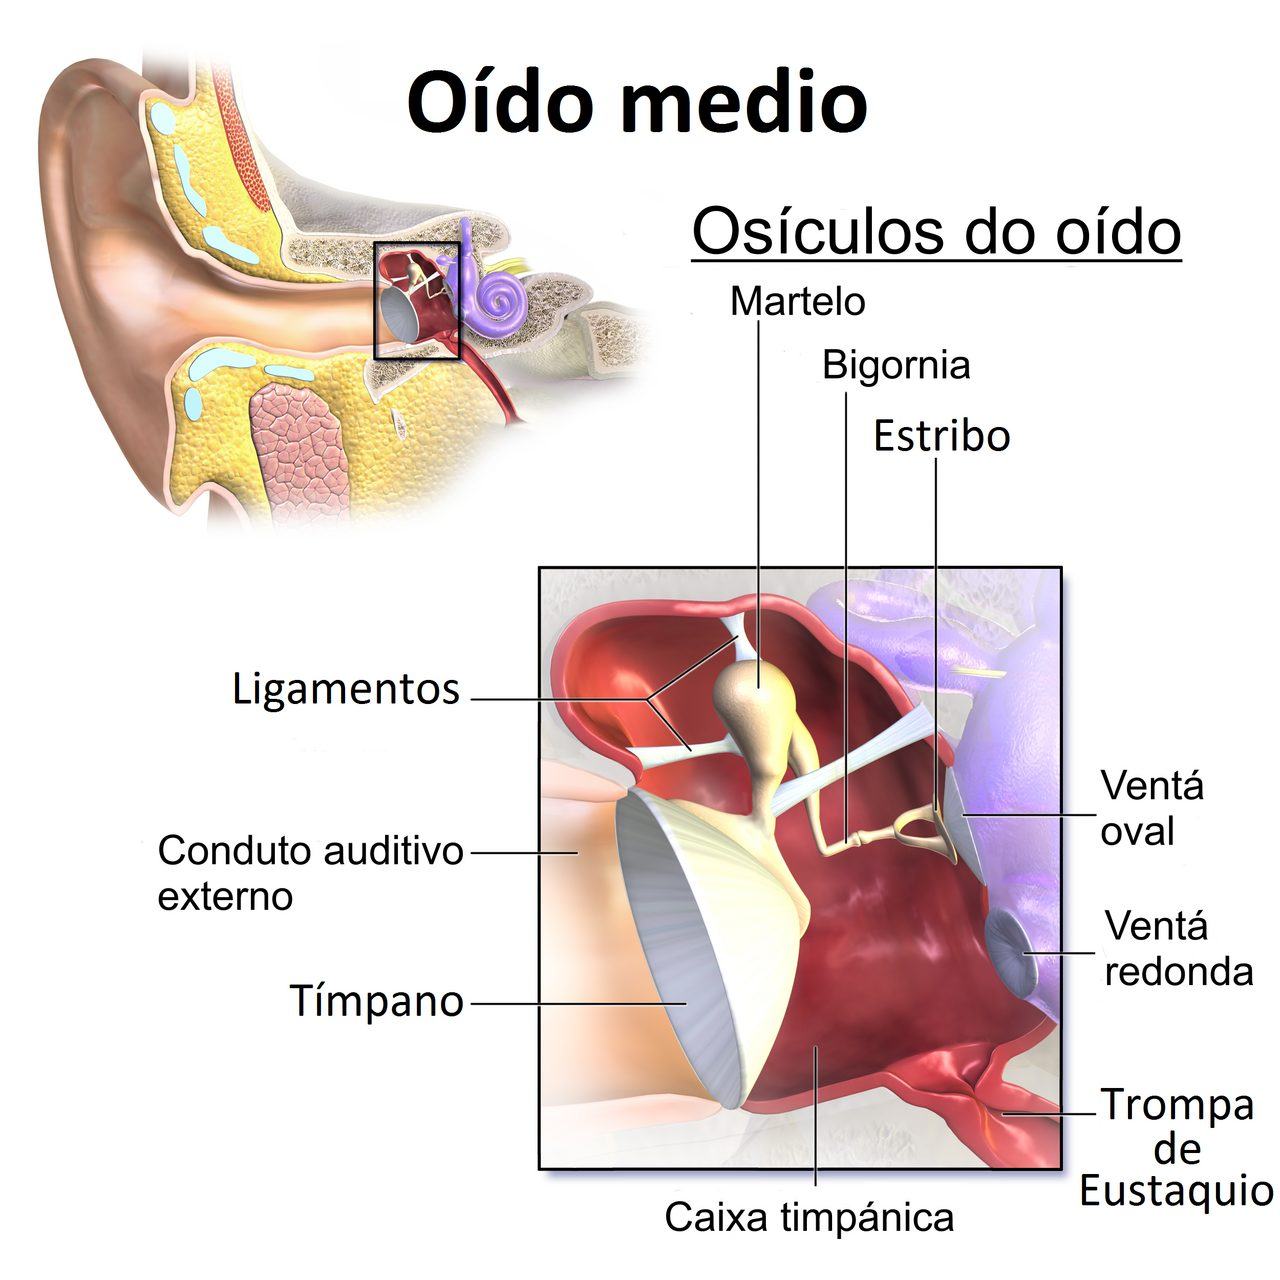 Oído medio
Osículos do oído
Martelo
Bigornia
Estribo
Ligamentos
Conduto auditivo
externo
Tímpano
Ventá
oval
Ventá
redonda
Trompa
de
Eustaquio
Caixa timpánica